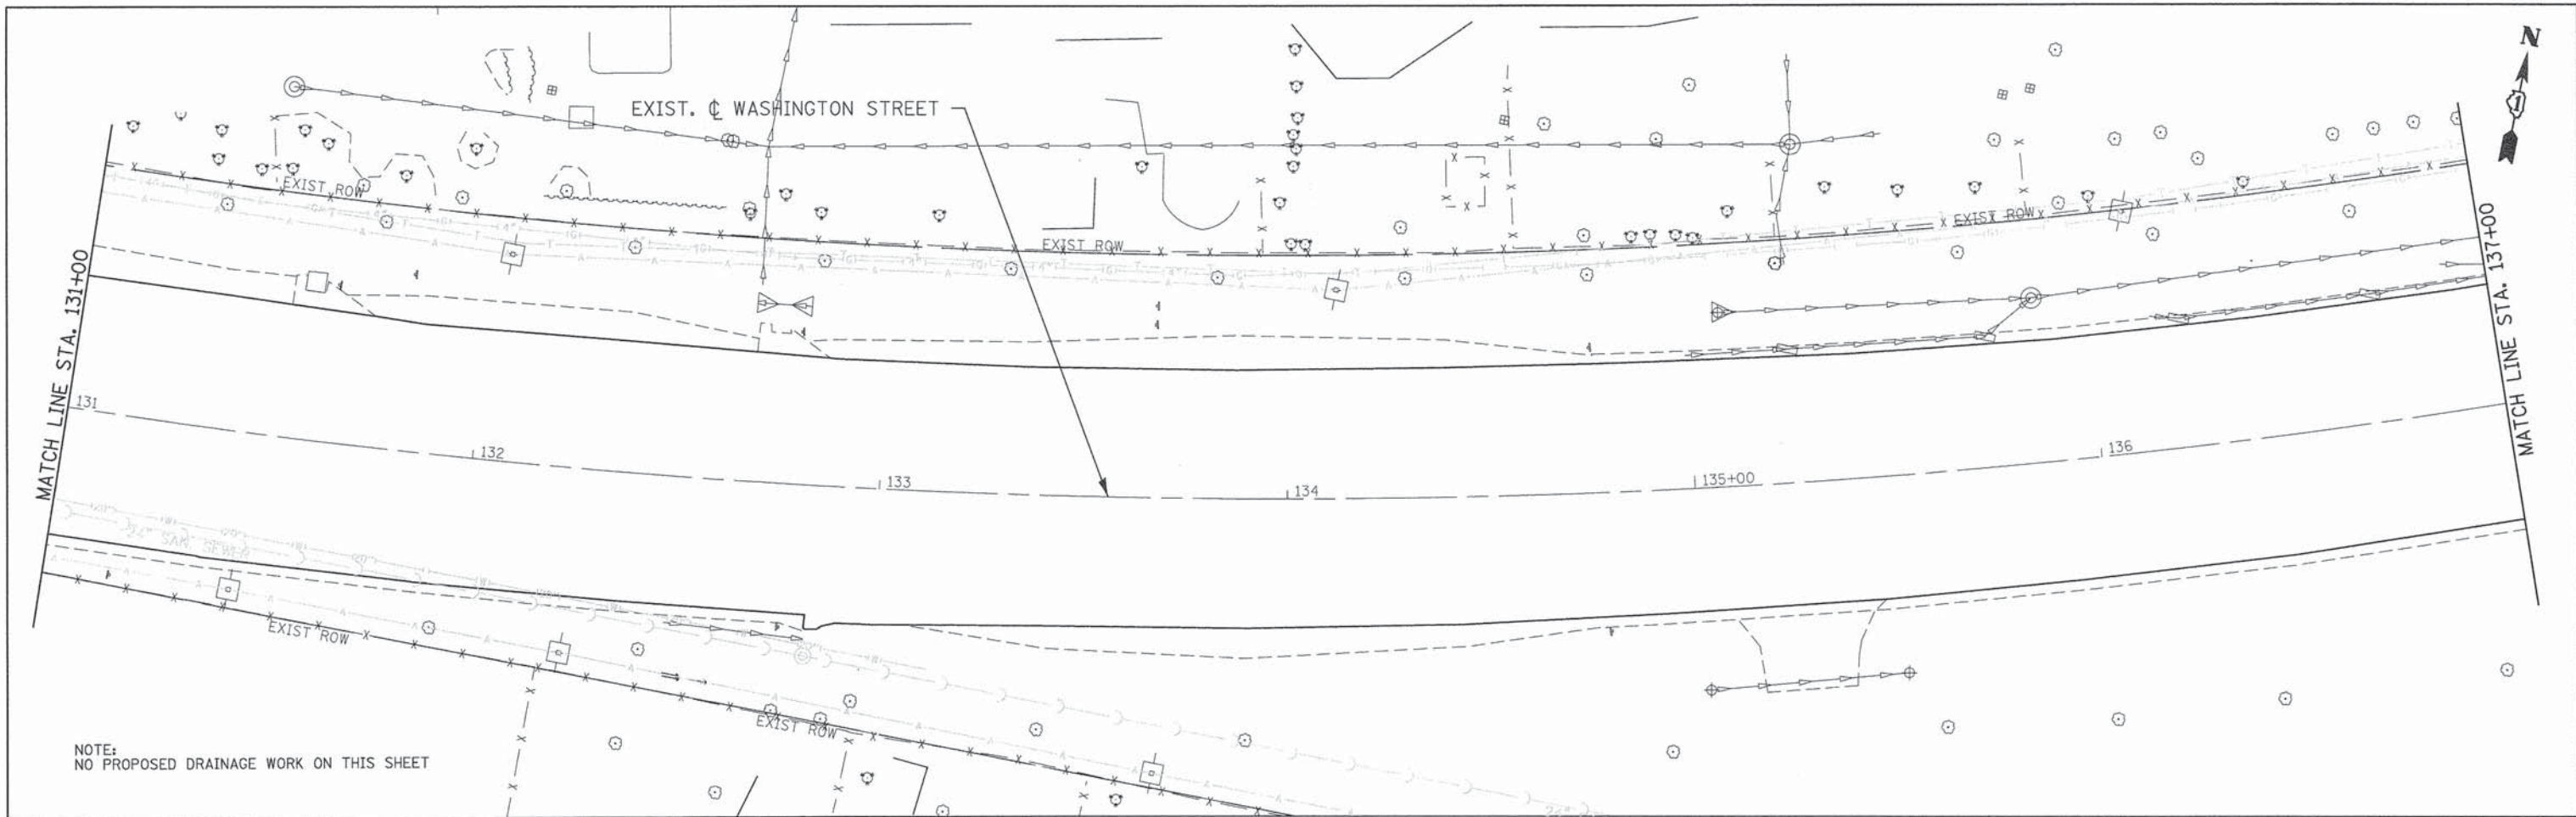 N
EXIST. ℄ WASHINGTON STREET
EXIST ROW
EXIST ROW
EXIST ROW
MATCH LINE STA. 131+00
MATCH LINE STA. 137+00
131
132
133
134
135+00
136
24" SAN. SEWER
EXIST ROW
EXIST ROW
NOTE:
NO PROPOSED DRAINAGE WORK ON THIS SHEET